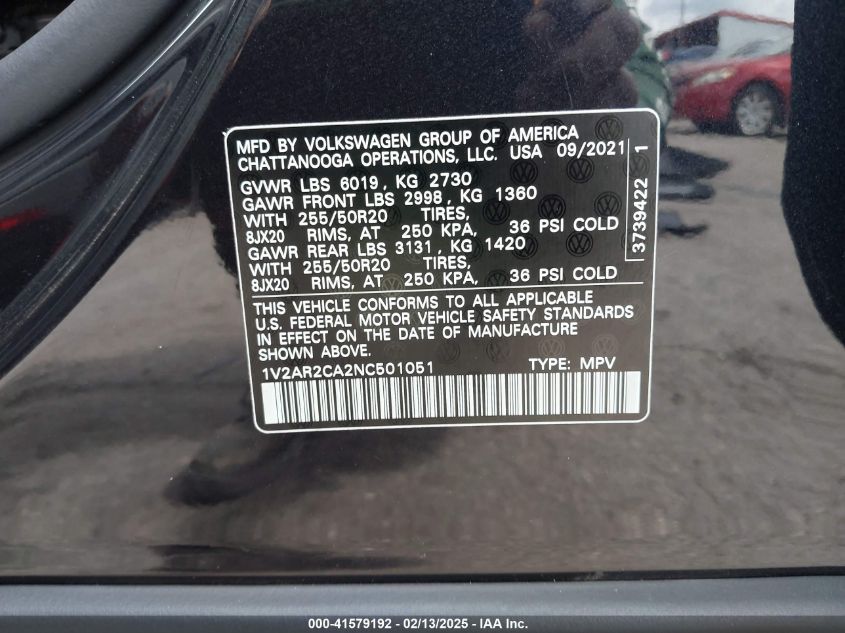 MFD BY VOLKSWAGEN GROUP OF AMERICA
CHATTANOOGA OPERATIONS, LLC. USA 09/2021
GVWR LBS 6019, KG 2730
GAWR FRONT LBS 2998, KG 1360
WITH 255/50R20 TIRES,
8JX20 RIMS, AT 250 KPA, 36 PSI COLD
GAWR REAR LBS 3131, KG 1420
WITH 255/50R20 TIRES,
8JX20 RIMS, AT 250 KPA, 36 PSI COLD
THIS VEHICLE CONFORMS TO ALL APPLICABLE
U.S. FEDERAL MOTOR VEHICLE SAFETY STANDARDS
IN EFFECT ON THE DATE OF MANUFACTURE
SHOWN ABOVE.
1V2AR2CA2NC501051 TYPE: MPV
3739422 1
000-41579192 - 02/13/2025 - IAA Inc.